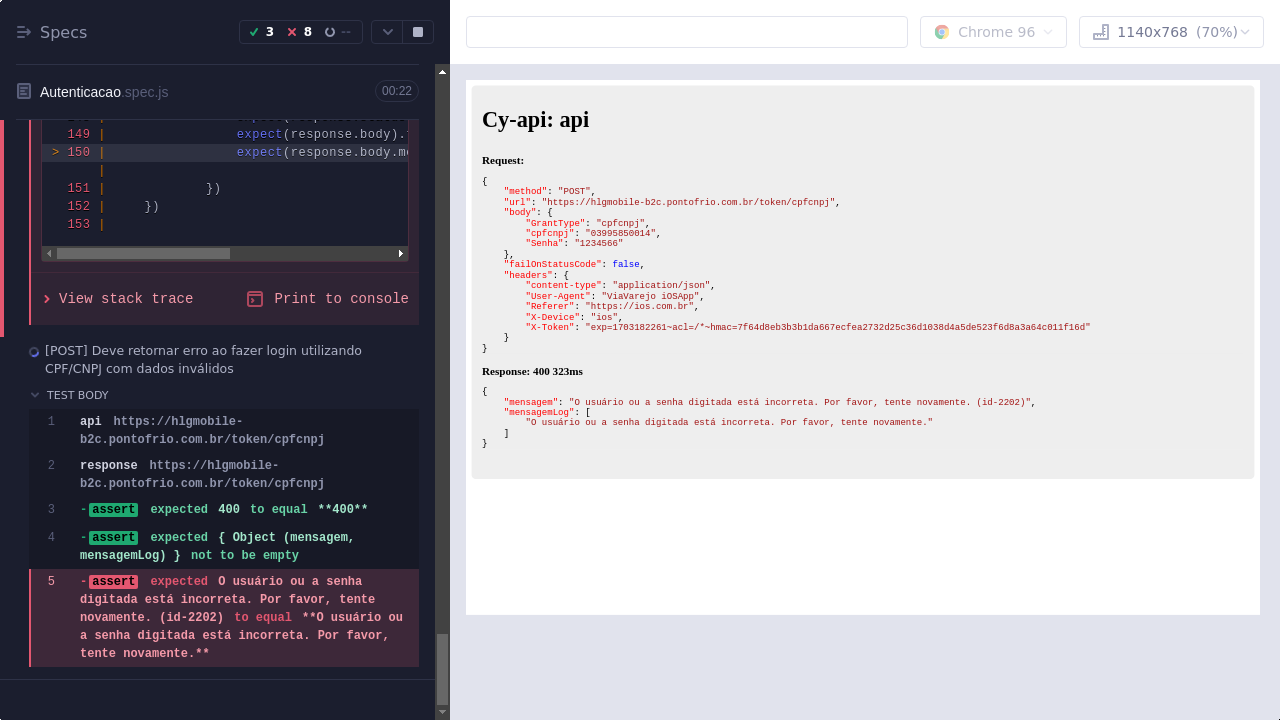 Specs
3 8 --
Chrome 96
1140x768 (70%)
Autenticacao.spec.js
00:22
149 | expect(response.body).
> 150 | expect(response.body.me
|
151 | })
152 | })
153 |
View stack trace
Print to console
[POST] Deve retornar erro ao fazer login utilizando
CPF/CNPJ com dados inválidos
TEST BODY
1 api https://hlgmobile-
b2c.pontofrio.com.br/token/cpfcnpj
2 response https://hlgmobile-
b2c.pontofrio.com.br/token/cpfcnpj
3 -assert expected 400 to equal **400**
4 -assert expected { Object (mensagem,
mensagemLog) } not to be empty
5 -assert expected O usuário ou a senha
digitada está incorreta. Por favor, tente
novamente. (id-2202) to equal **O usuário ou
a senha digitada está incorreta. Por favor,
tente novamente.**
Cy-api: api
Request:
{
"method": "POST",
"url": "https://hlgmobile-b2c.pontofrio.com.br/token/cpfcnpj",
"body": {
"GrantType": "cpfcnpj",
"cpfcnpj": "03995850014",
"Senha": "1234566"
},
"failOnStatusCode": false,
"headers": {
"content-type": "application/json",
"User-Agent": "ViaVarejo iOSApp",
"Referer": "https://ios.com.br",
"X-Device": "ios",
"X-Token": "exp=1703182261~acl=/*~hmac=7f64d8eb3b3b1da667ecfea2732d25c36d1038d4a5de523f6d8a3a64c011f16d"
}
}
Response: 400 323ms
{
"mensagem": "O usuário ou a senha digitada está incorreta. Por favor, tente novamente. (id-2202)",
"mensagemLog": [
"O usuário ou a senha digitada está incorreta. Por favor, tente novamente."
]
}